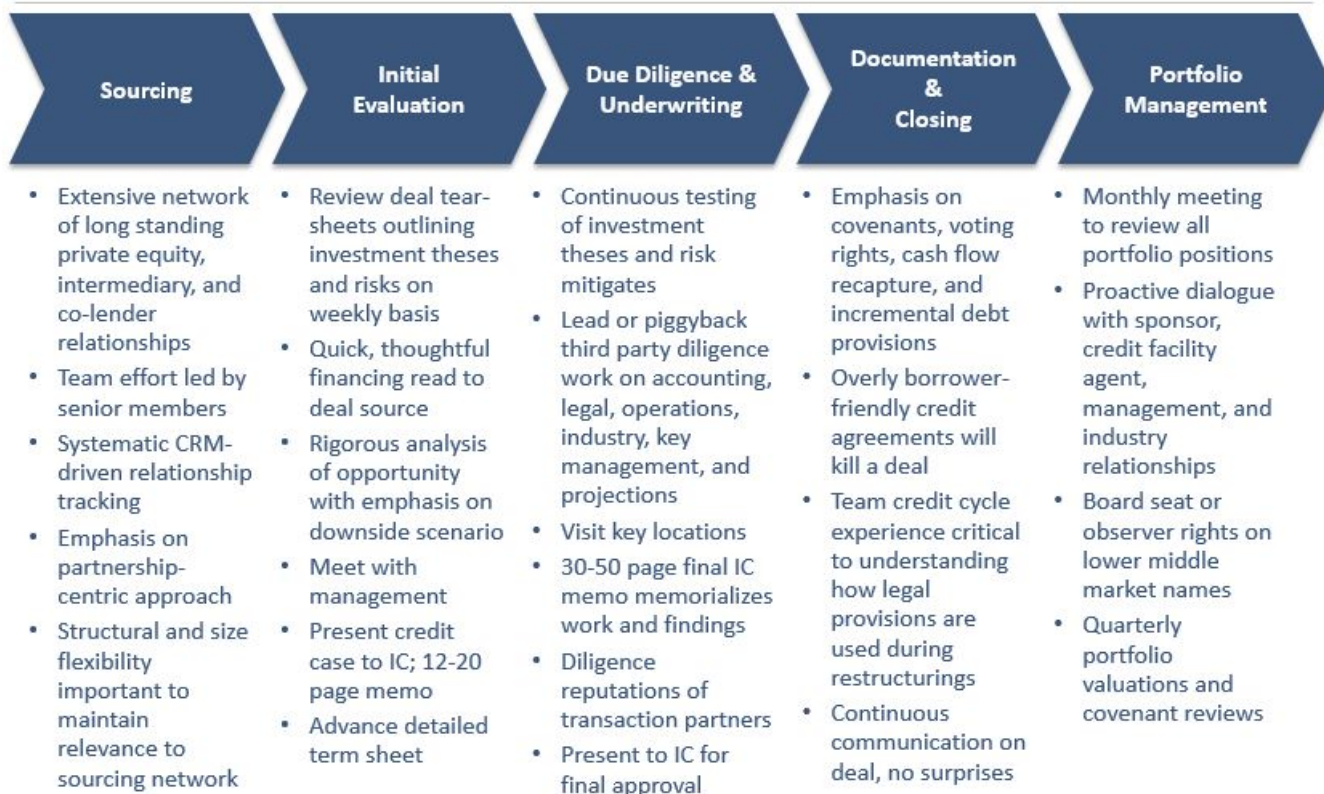 Sourcing
Initial
Evaluation
Due Diligence &
Underwriting
Documentation
&
Closing
Portfolio
Management
• Extensive network
of long standing
private equity,
intermediary, and
co-lender
relationships
• Team effort led by
senior members
• Systematic CRM-
driven relationship
tracking
• Emphasis on
partnership-
centric approach
• Structural and size
flexibility
important to
maintain
relevance to
sourcing network
• Review deal tear-
sheets outlining
investment theses
and risks on
weekly basis
• Quick, thoughtful
financing read to
deal source
• Rigorous analysis
of opportunity
with emphasis on
downside scenario
• Meet with
management
• Present credit
case to IC; 12-20
page memo
• Advance detailed
term sheet
• Continuous testing
of investment
theses and risk
mitigates
• Lead or piggyback
third party diligence
work on accounting,
legal, operations,
industry, key
management, and
projections
• Visit key locations
• 30-50 page final IC
memo memorializes
work and findings
• Diligence
reputations of
transaction partners
• Present to IC for
final approval
• Emphasis on
covenants, voting
rights, cash flow
recapture, and
incremental debt
provisions
• Overly borrower-
friendly credit
agreements will
kill a deal
• Team credit cycle
experience critical
to understanding
how legal
provisions are
used during
restructurings
• Continuous
communication on
deal, no surprises
• Monthly meeting
to review all
portfolio positions
• Proactive dialogue
with sponsor,
credit facility
agent,
management, and
industry
relationships
• Board seat or
observer rights on
lower middle
market names
• Quarterly
portfolio
valuations and
covenant reviews